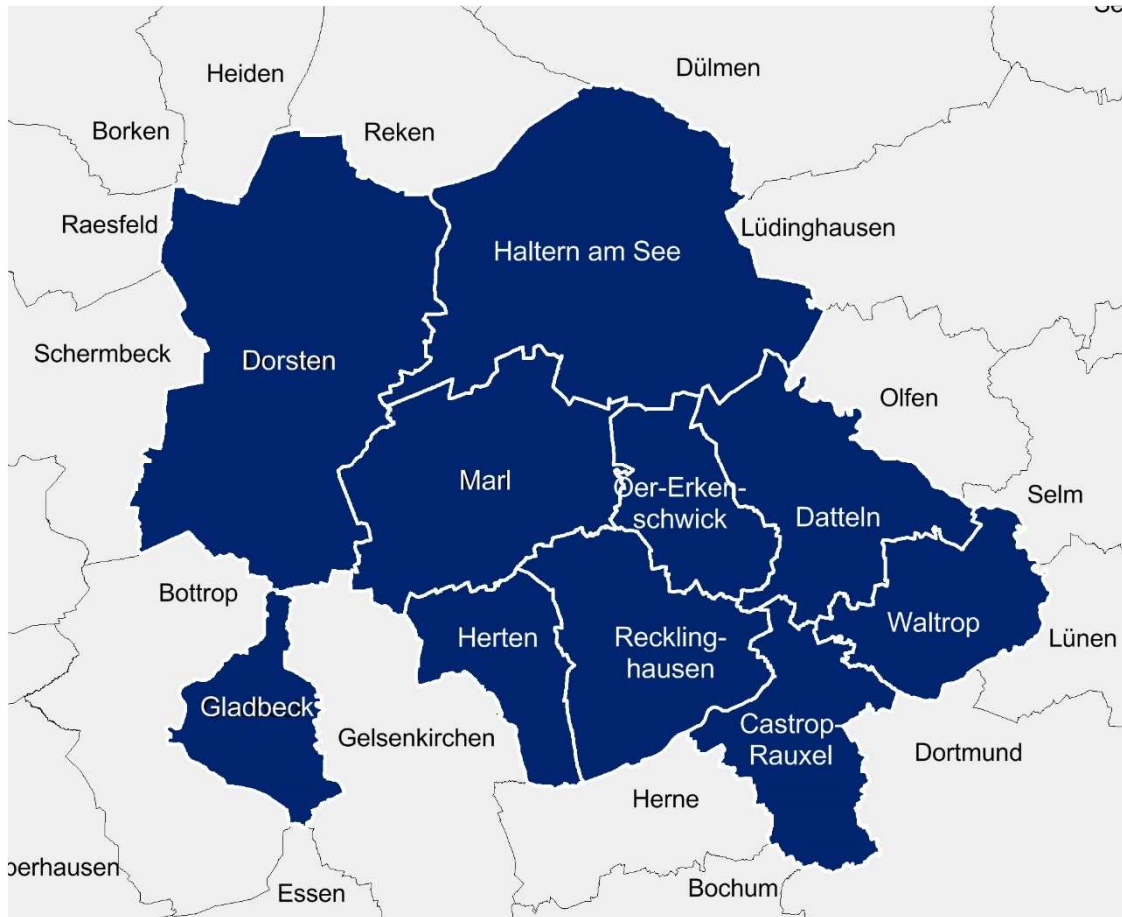 Heiden
Dülmen
Borken
Reken
Raesfeld
Lüdinghausen
Haltern am See
Schermbeck
Dorsten
Olfen
Marl
Oer-Erken-
schwick
Datteln
Selm
Bottrop
Herten
Reckling-
hausen
Waltrop
Lünen
Gladbeck
Gelsenkirchen
Castrop-
Rauxel
Dortmund
Herne
berhausen
Essen
Bochum